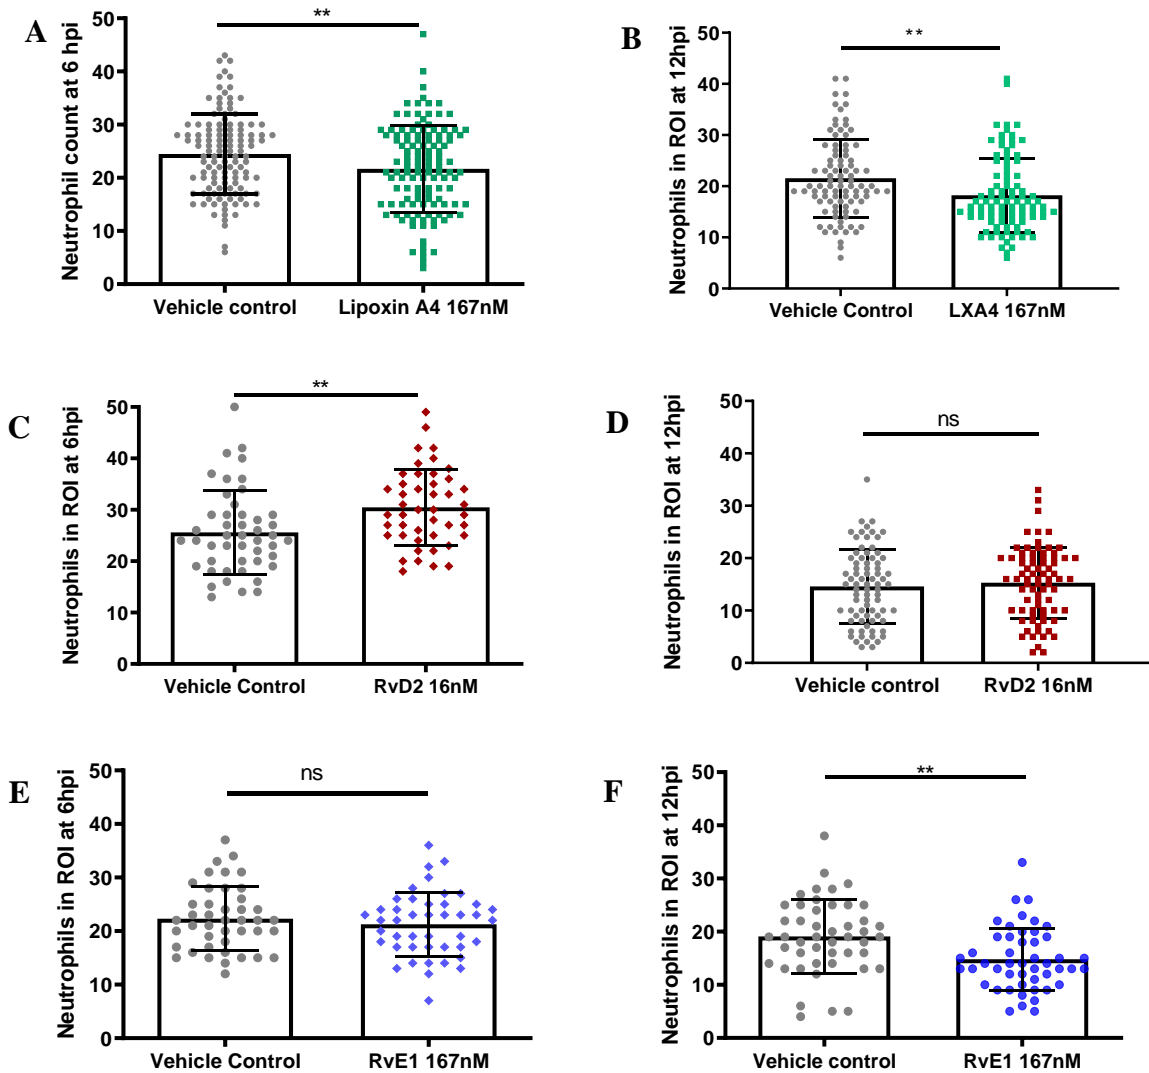 A
**
Neutrophil count at 6 hpi
50
40
30
20
10
0
Vehicle control
Lipoxin A4 167nM
B
**
Neutrophils in ROI at 12hpi
50
40
30
20
10
0
Vehicle Control
LXA4 167nM
C
**
Neutrophils in ROI at 6hpi
50
40
30
20
10
0
Vehicle Control
RvD2 16nM
D
ns
Neutrophils in ROI at 12hpi
50
40
30
20
10
0
Vehicle control
RvD2 16nM
E
ns
Neutrophils in ROI at 6hpi
50
40
30
20
10
0
Vehicle Control
RvE1 167nM
F
**
Neutrophils in ROI at 12hpi
50
40
30
20
10
0
Vehicle control
RvE1 167nM